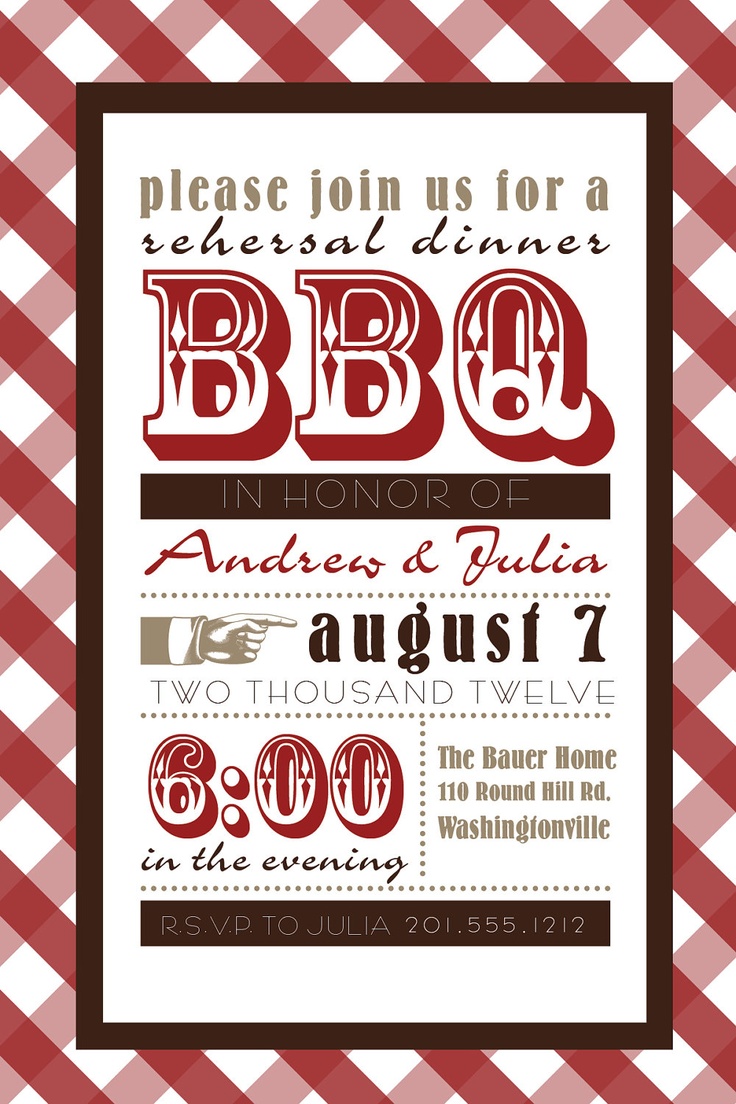 please join us for a
rehersal dinner
BBQ
IN HONOR OF
Andrew & Julia
august 7
TWO THOUSAND TWELVE
6:00
in the evening
The Bauer Home
110 Round Hill Rd.
Washingtonville
R.S.V.P. TO JULIA 201.555.1212